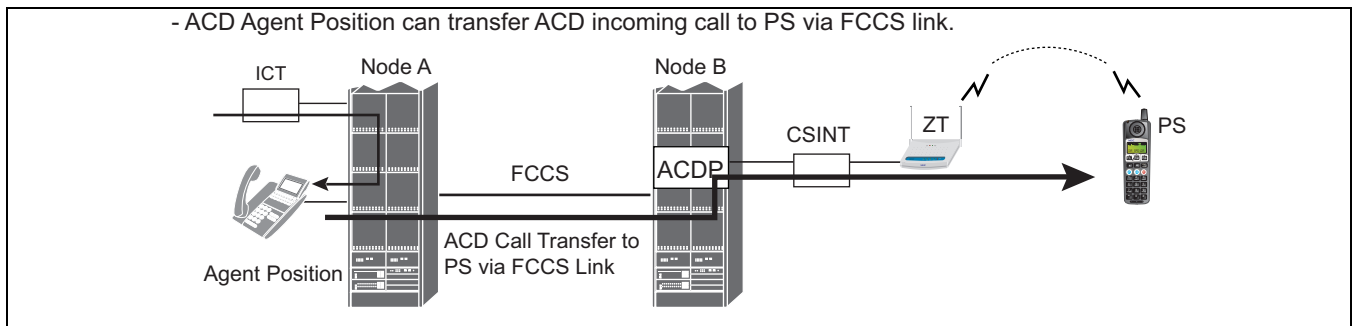 - ACD Agent Position can transfer ACD incoming call to PS via FCCS link.
ICT
Node A
Node B
ZT
PS
CSINT
ACDP
FCCS
ACD Call Transfer to
PS via FCCS Link
Agent Position